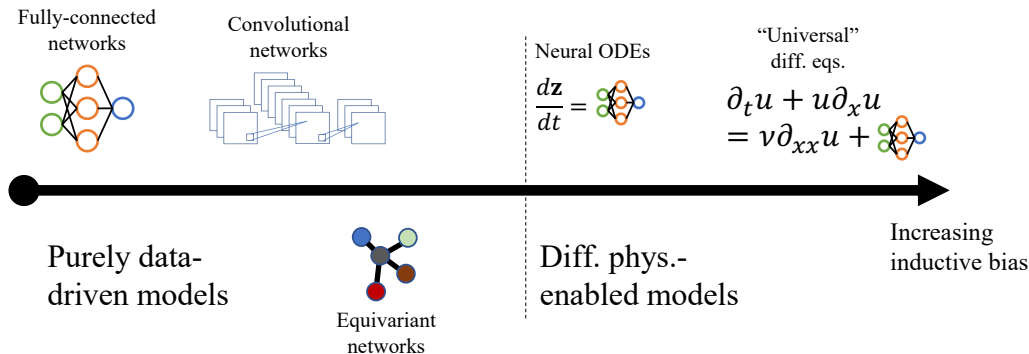 Fully-connected
networks
Convolutional
networks
Neural ODEs
d𝐳/dt =
“Universal”
diff. eqs.
∂ₜu + u∂ₓu
= ν∂ₓₓu +
Purely data-
driven models
Equivariant
networks
Diff. phys.-
enabled models
Increasing
inductive bias